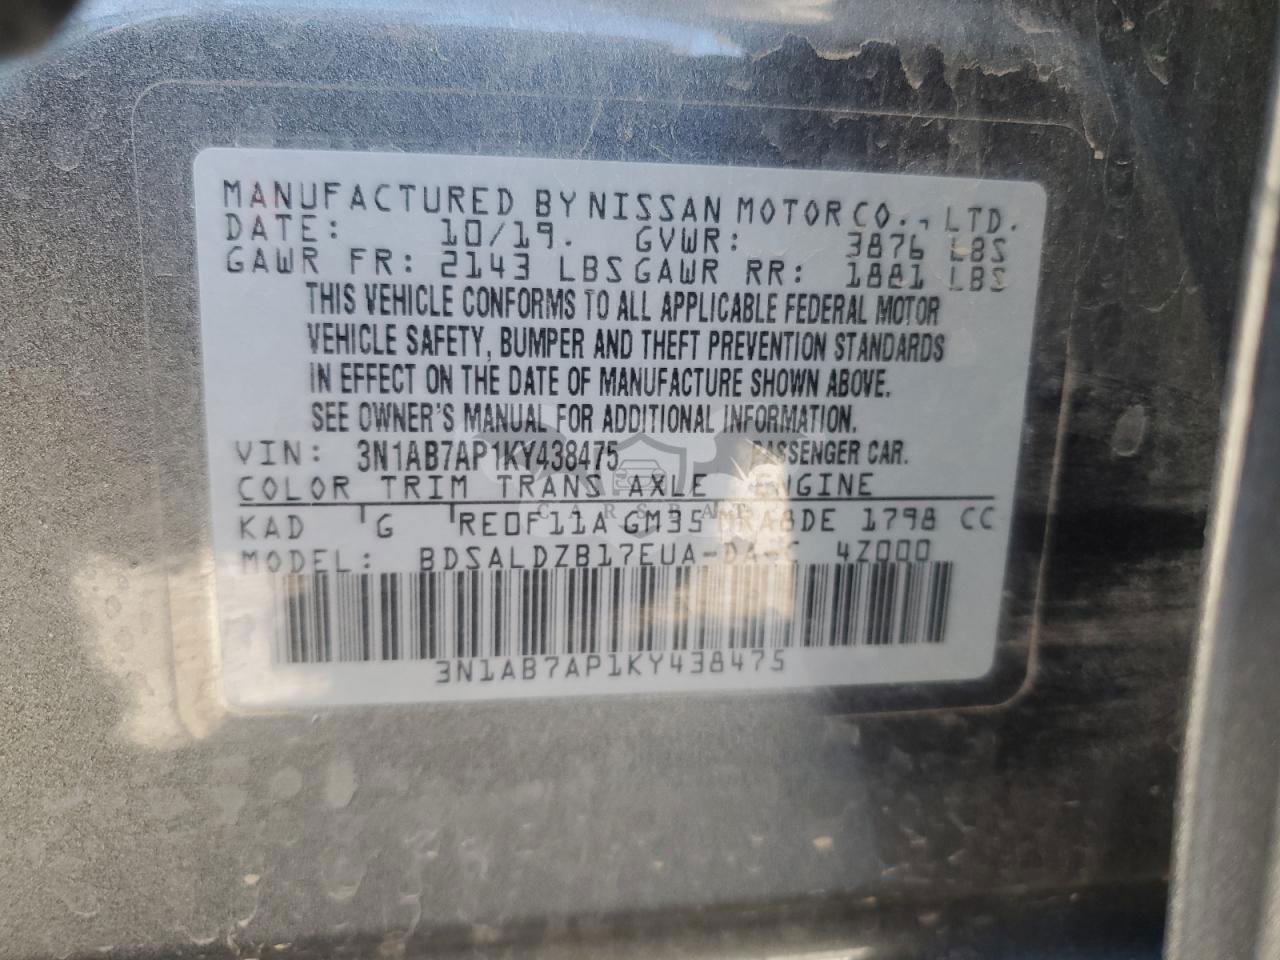 MANUFACTURED BY NISSAN MOTOR CO., LTD.
DATE: 10/19. GVWR: 3876 LBS
GAWR FR: 2143 LBS GAWR RR: 1881 LBS
THIS VEHICLE CONFORMS TO ALL APPLICABLE FEDERAL MOTOR
VEHICLE SAFETY, BUMPER AND THEFT PREVENTION STANDARDS
IN EFFECT ON THE DATE OF MANUFACTURE SHOWN ABOVE.
SEE OWNER'S MANUAL FOR ADDITIONAL INFORMATION.
VIN: 3N1AB7AP1KY438475 PASSENGER CAR.
COLOR TRIM TRANS AXLE ENGINE
KAD G RE0F11A GM35 MRA8DE 1798 CC
MODEL: BDSALDZB17EUA-DA-C 4Z000
3N1AB7AP1KY438475